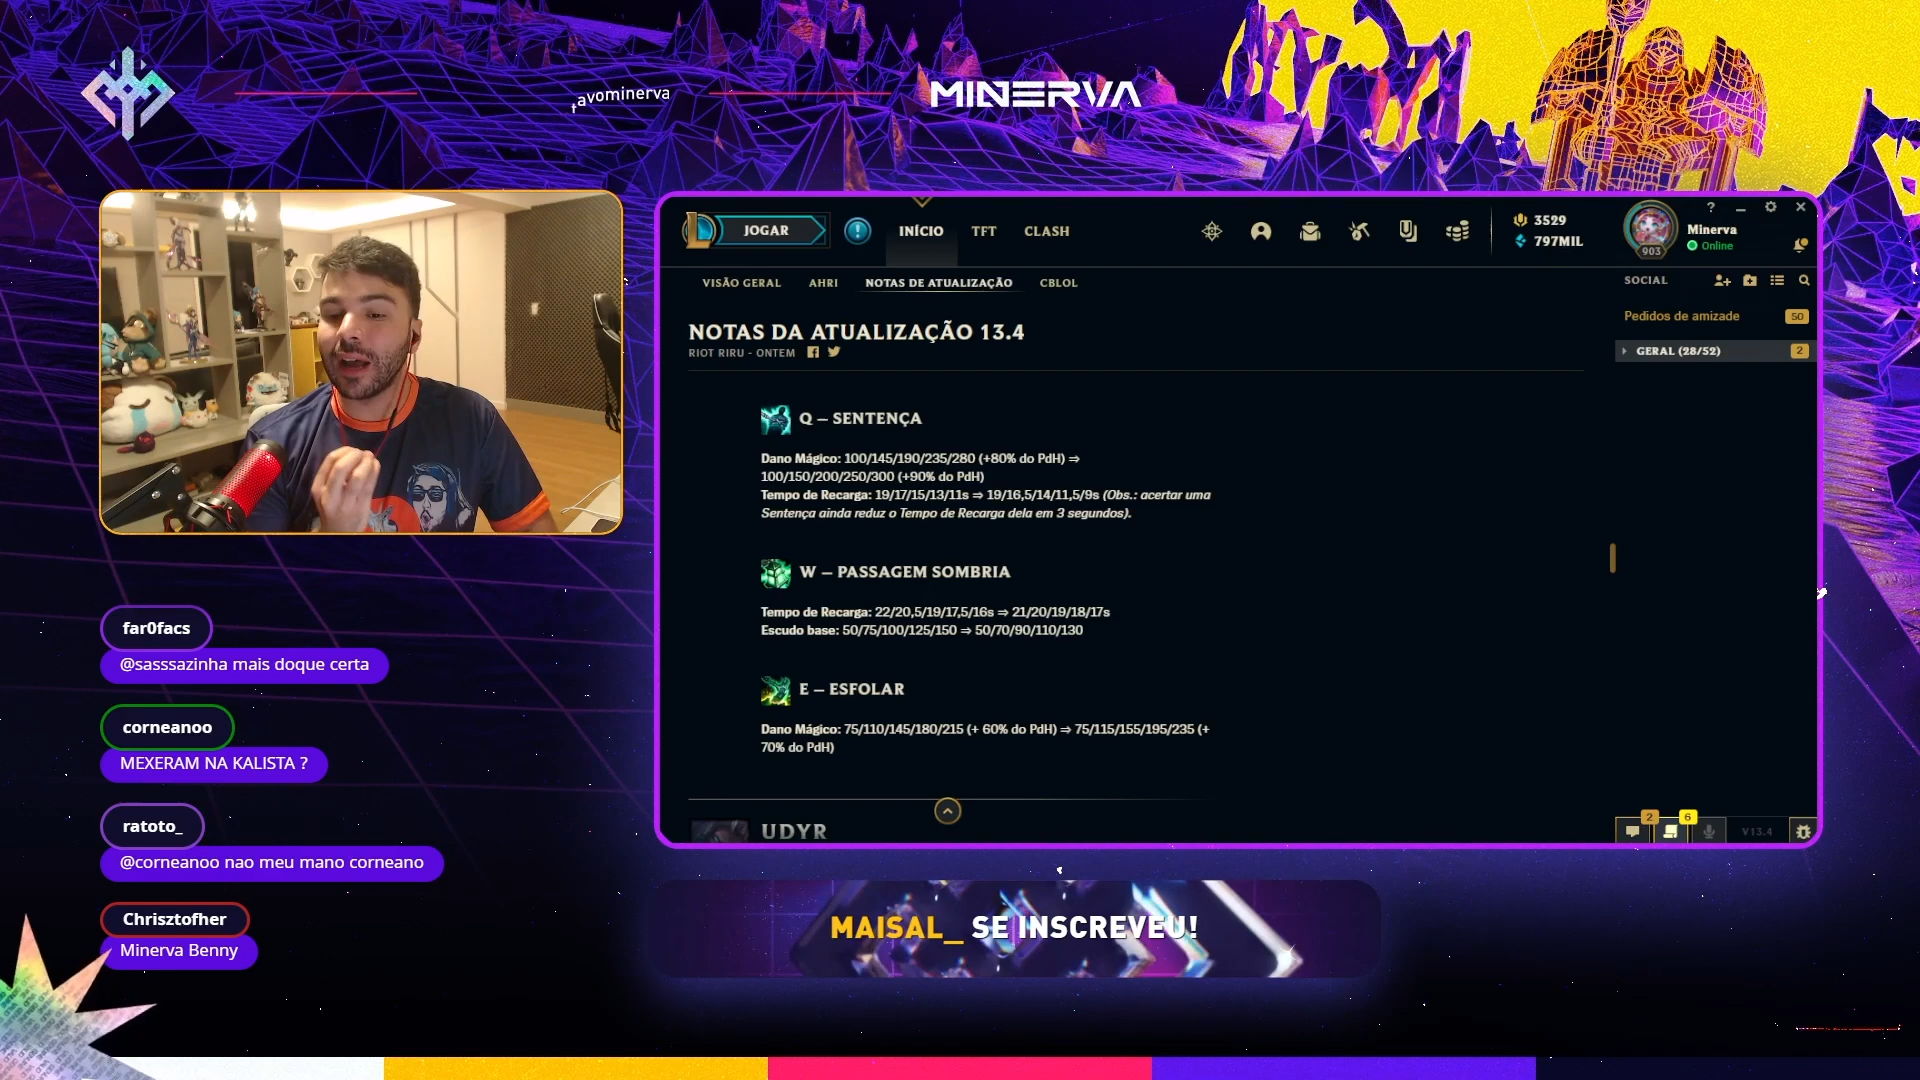 avominerva
MINERVA
JOGAR
INÍCIO
TFT
CLASH
3529
797MIL
903
Minerva
Online
VISÃO GERAL
AHRI
NOTAS DE ATUALIZAÇÃO
CBLOL
SOCIAL
Pedidos de amizade
50
GERAL (28/52)
2
NOTAS DA ATUALIZAÇÃO 13.4
RIOT RIRU - ONTEM
Q – SENTENÇA
Dano Mágico: 100/145/190/235/280 (+80% do PdH) ⇒
100/150/200/250/300 (+90% do PdH)
Tempo de Recarga: 19/17/15/13/11s ⇒ 19/16,5/14/11,5/9s (Obs.: acertar uma
Sentença ainda reduz o Tempo de Recarga dela em 3 segundos).
W – PASSAGEM SOMBRIA
Tempo de Recarga: 22/20,5/19/17,5/16s ⇒ 21/20/19/18/17s
Escudo base: 50/75/100/125/150 ⇒ 50/70/90/110/130
E – ESFOLAR
Dano Mágico: 75/110/145/180/215 (+ 60% do PdH) ⇒ 75/115/155/195/235 (+
70% do PdH)
UDYR
2
6
V13.4
far0facs
@sasssazinha mais doque certa
corneanoo
MEXERAM NA KALISTA ?
ratoto_
@corneanoo nao meu mano corneano
Chrisztofher
Minerva Benny
MAISAL_ SE INSCREVEU!